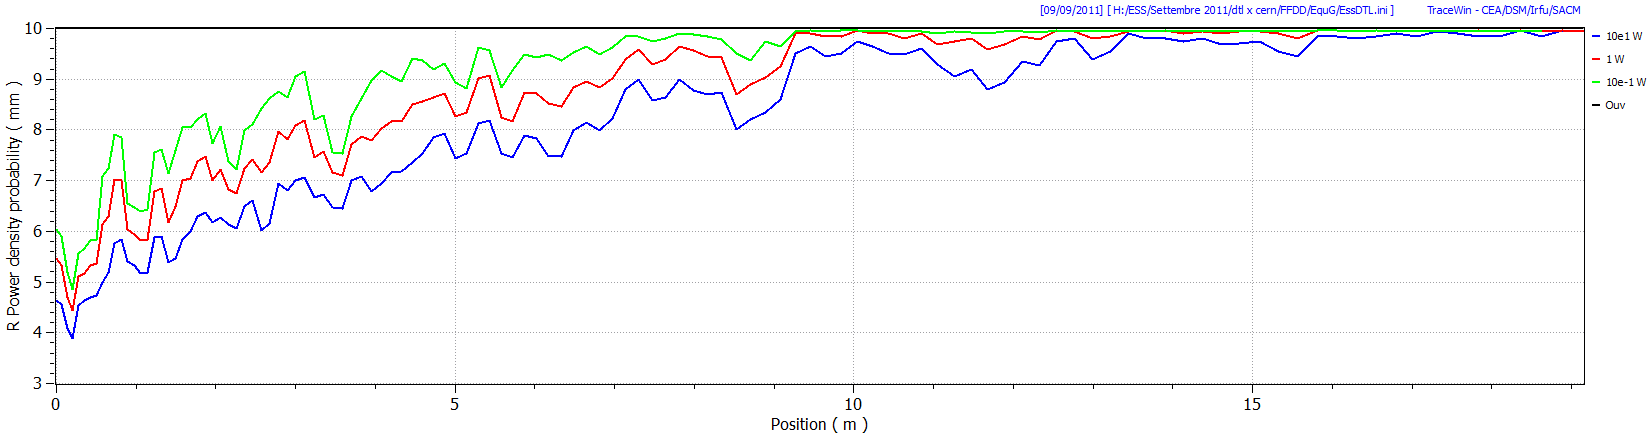 [09/09/2011] [ H:/ESS/Settembre 2011/dtl x cern/FFDD/EquG/EssDTL.ini ] TraceWin - CEA/DSM/Irfu/SACM
R Power density probability ( mm )
10
9
8
7
6
5
4
3
0 5 10 15
Position ( m )
10e1 W
1 W
10e-1 W
Ouv